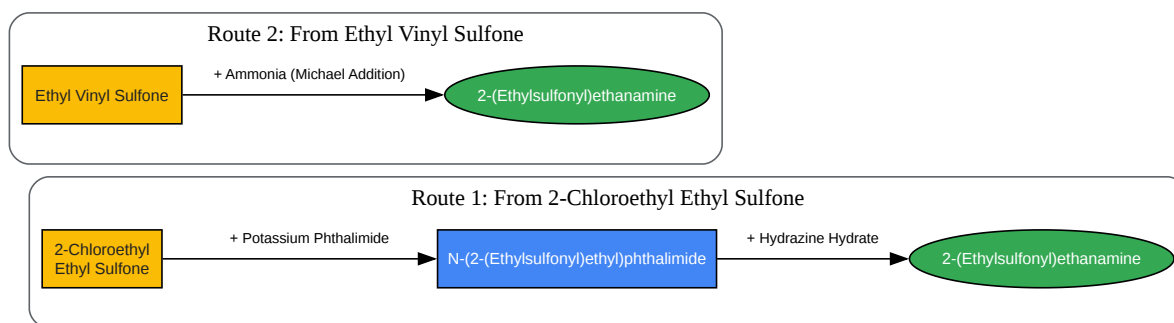 Route 2: From Ethyl Vinyl Sulfone
Ethyl Vinyl Sulfone
+ Ammonia (Michael Addition)
2-(Ethylsulfonyl)ethanamine
Route 1: From 2-Chloroethyl Ethyl Sulfone
2-Chloroethyl
Ethyl Sulfone
+ Potassium Phthalimide
N-(2-(Ethylsulfonyl)ethyl)phthalimide
+ Hydrazine Hydrate
2-(Ethylsulfonyl)ethanamine